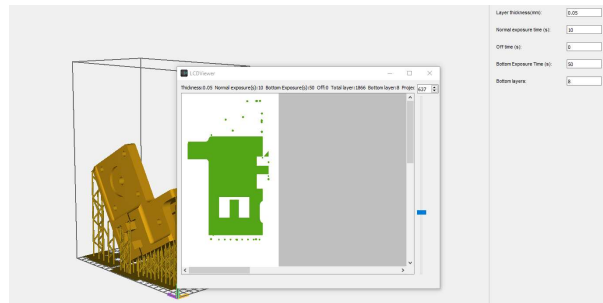 Layer thickness(mm): 0.05
Normal exposure time (s): 10
Off time (s): 0
Bottom Exposure Time (s): 50
Bottom layers: 8
LCDViewer
Thickness:0.05 Normal exposure(s):10 Bottom Exposure(s):50 Off:0 Total layer:1866 Bottom layer:8 Projec 637